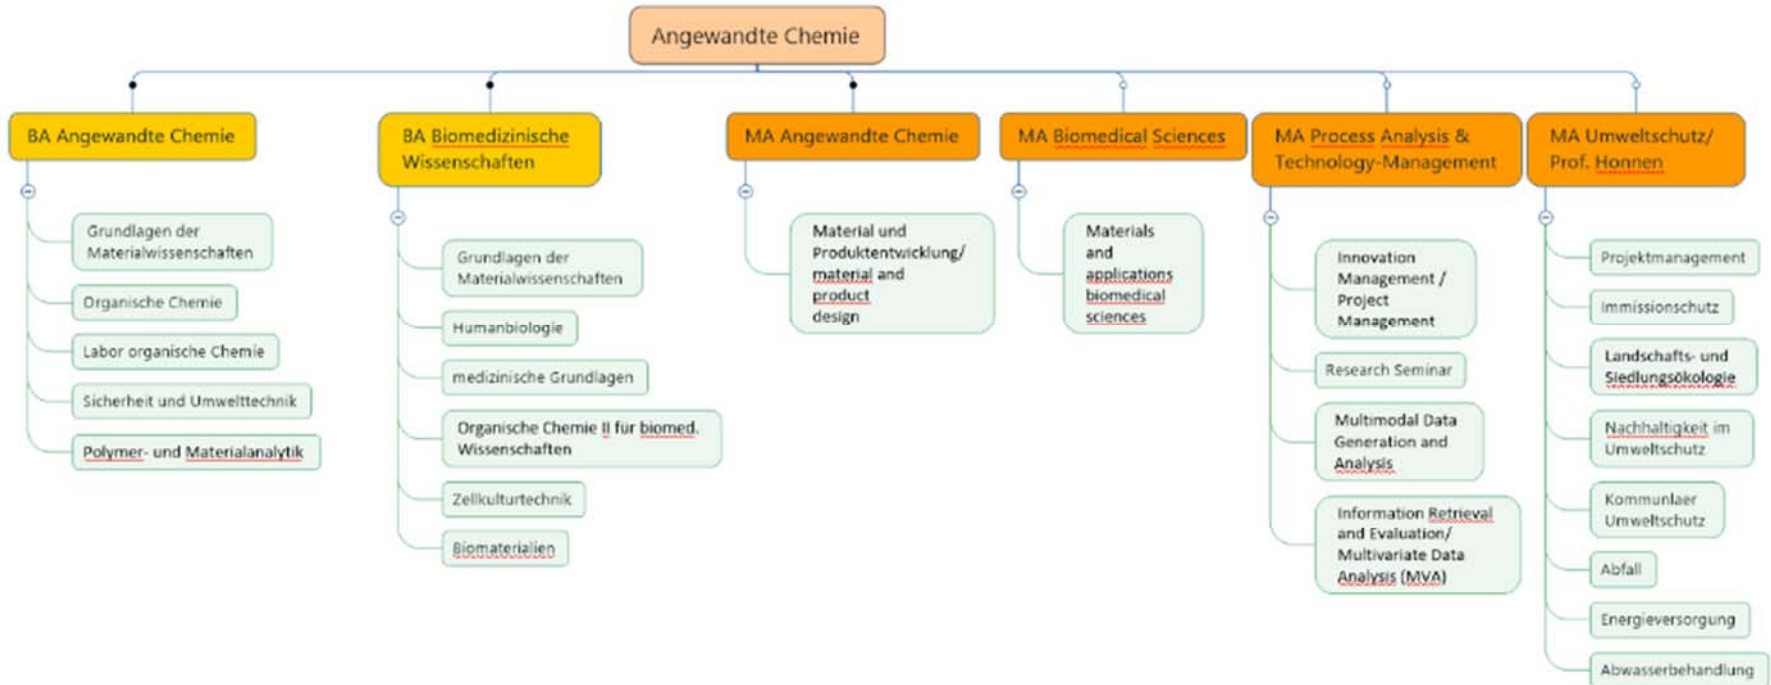 Angewandte Chemie
BA Angewandte Chemie
Grundlagen der
Materialwissenschaften
Organische Chemie
Labor organische Chemie
Sicherheit und Umwelttechnik
Polymer- und Materialanalytik
BA Biomedizinische
Wissenschaften
Grundlagen der
Materialwissenschaften
Humanbiologie
medizinische Grundlagen
Organische Chemie II für biomed.
Wissenschaften
Zellkulturtechnik
Biomaterialien
MA Angewandte Chemie
Material und
Produktentwicklung/
material and
product
design
MA Biomedical Sciences
Materials
and
applications
biomedical
sciences
MA Process Analysis &
Technology-Management
Innovation
Management /
Project
Management
Research Seminar
Multimodal Data
Generation and
Analysis
Information Retrieval
and Evaluation/
Multivariate Data
Analysis (MVA)
MA Umweltschutz/
Prof. Honnen
Projektmanagement
Immissionschutz
Landschafts- und
Siedlungsökologie
Nachhaltigkeit im
Umweltschutz
Kommunlaer
Umweltschutz
Abfall
Energieversorgung
Abwasserbehandlung